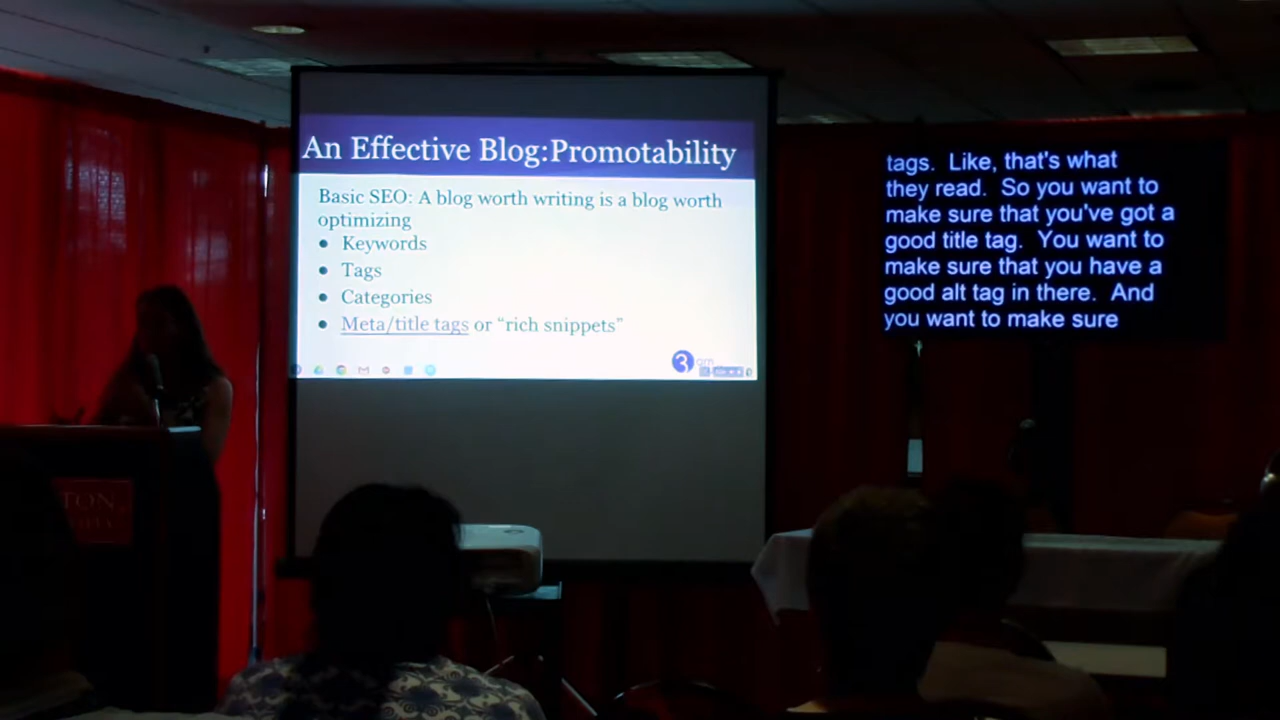 An Effective Blog:Promotability
Basic SEO: A blog worth writing is a blog worth
optimizing
• Keywords
• Tags
• Categories
• Meta/title tags or “rich snippets”
3
tags. Like, that's what
they read. So you want to
make sure that you've got a
good title tag. You want to
make sure that you have a
good alt tag in there. And
you want to make sure
TON